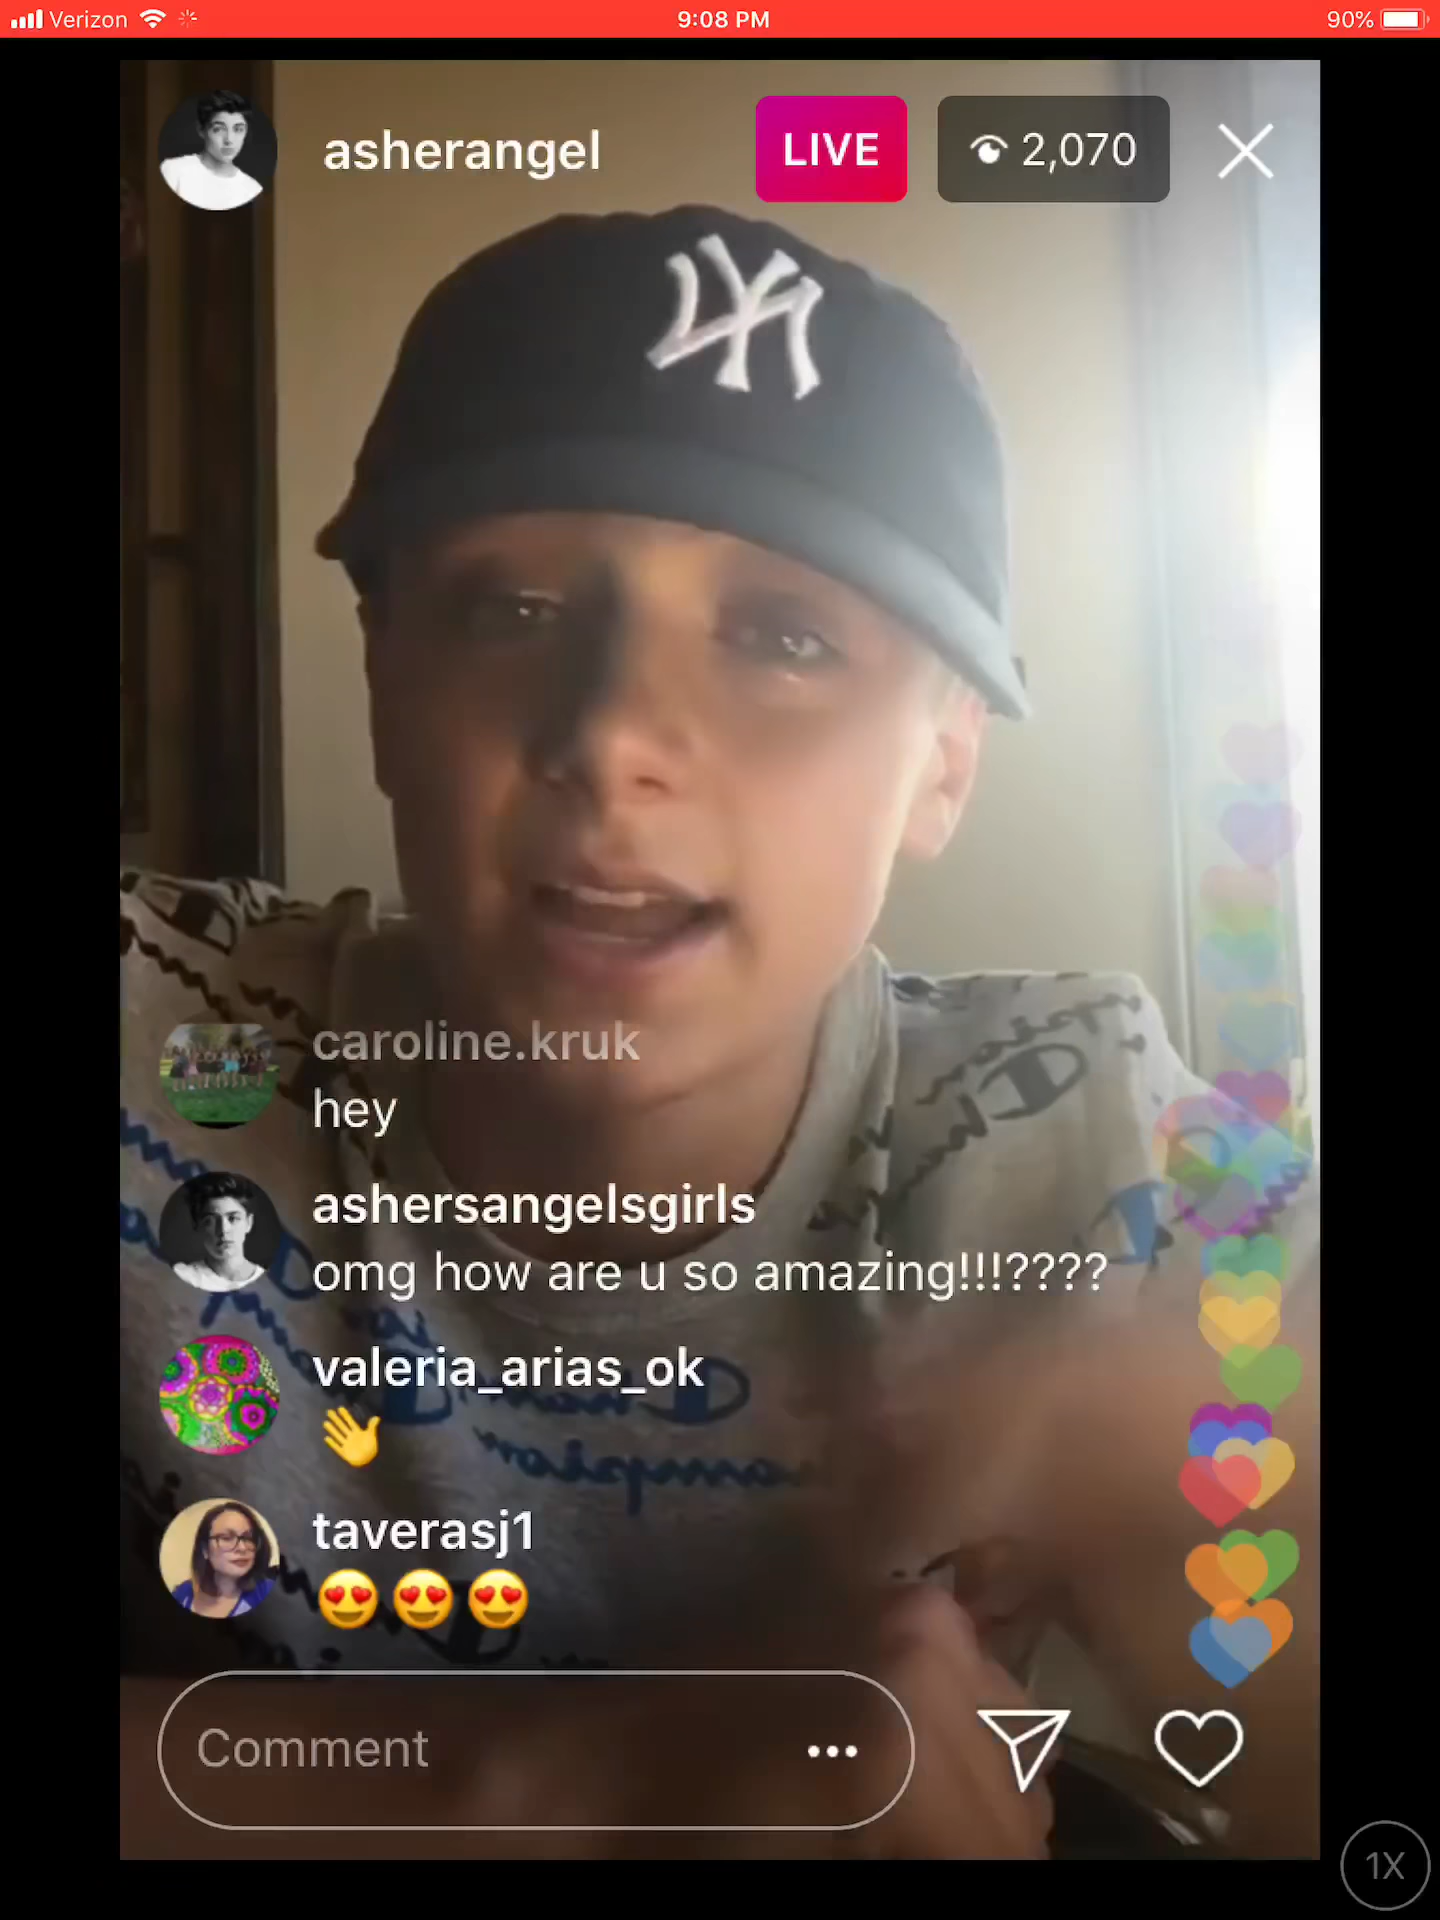 Verizon 9:08 PM 90%
asherangel LIVE 2,070
caroline.kruk
hey
ashersangelsgirls
omg how are u so amazing!!!????
valeria_arias_ok
👋
taverasj1
😍 😍 😍
Comment
1X